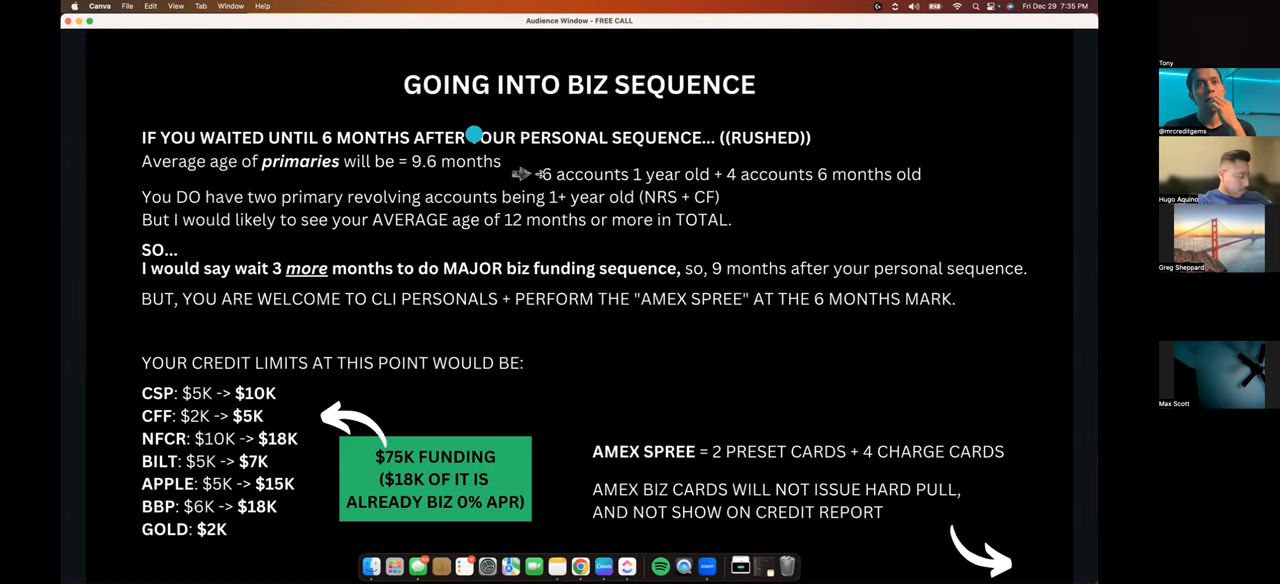 Canva File Edit View Tab Window Help
Fri Dec 29 7:35 PM
Audience Window - FREE CALL
GOING INTO BIZ SEQUENCE
IF YOU WAITED UNTIL 6 MONTHS AFTER OUR PERSONAL SEQUENCE... ((RUSHED))
Average age of primaries will be = 9.6 months
6 accounts 1 year old + 4 accounts 6 months old
You DO have two primary revolving accounts being 1+ year old (NRS + CF)
But I would likely to see your AVERAGE age of 12 months or more in TOTAL.
SO...
I would say wait 3 more months to do MAJOR biz funding sequence, so, 9 months after your personal sequence.
BUT, YOU ARE WELCOME TO CLI PERSONALS + PERFORM THE "AMEX SPREE" AT THE 6 MONTHS MARK.
YOUR CREDIT LIMITS AT THIS POINT WOULD BE:
CSP: $5K -> $10K
CFF: $2K -> $5K
NFCR: $10K -> $18K
BILT: $5K -> $7K
APPLE: $5K -> $15K
BBP: $6K -> $18K
GOLD: $2K
$75K FUNDING
($18K OF IT IS
ALREADY BIZ 0% APR)
AMEX SPREE = 2 PRESET CARDS + 4 CHARGE CARDS
AMEX BIZ CARDS WILL NOT ISSUE HARD PULL,
AND NOT SHOW ON CREDIT REPORT
Tony
@mrcreditgems
Hugo Aquino
Greg Sheppard
Max Scott